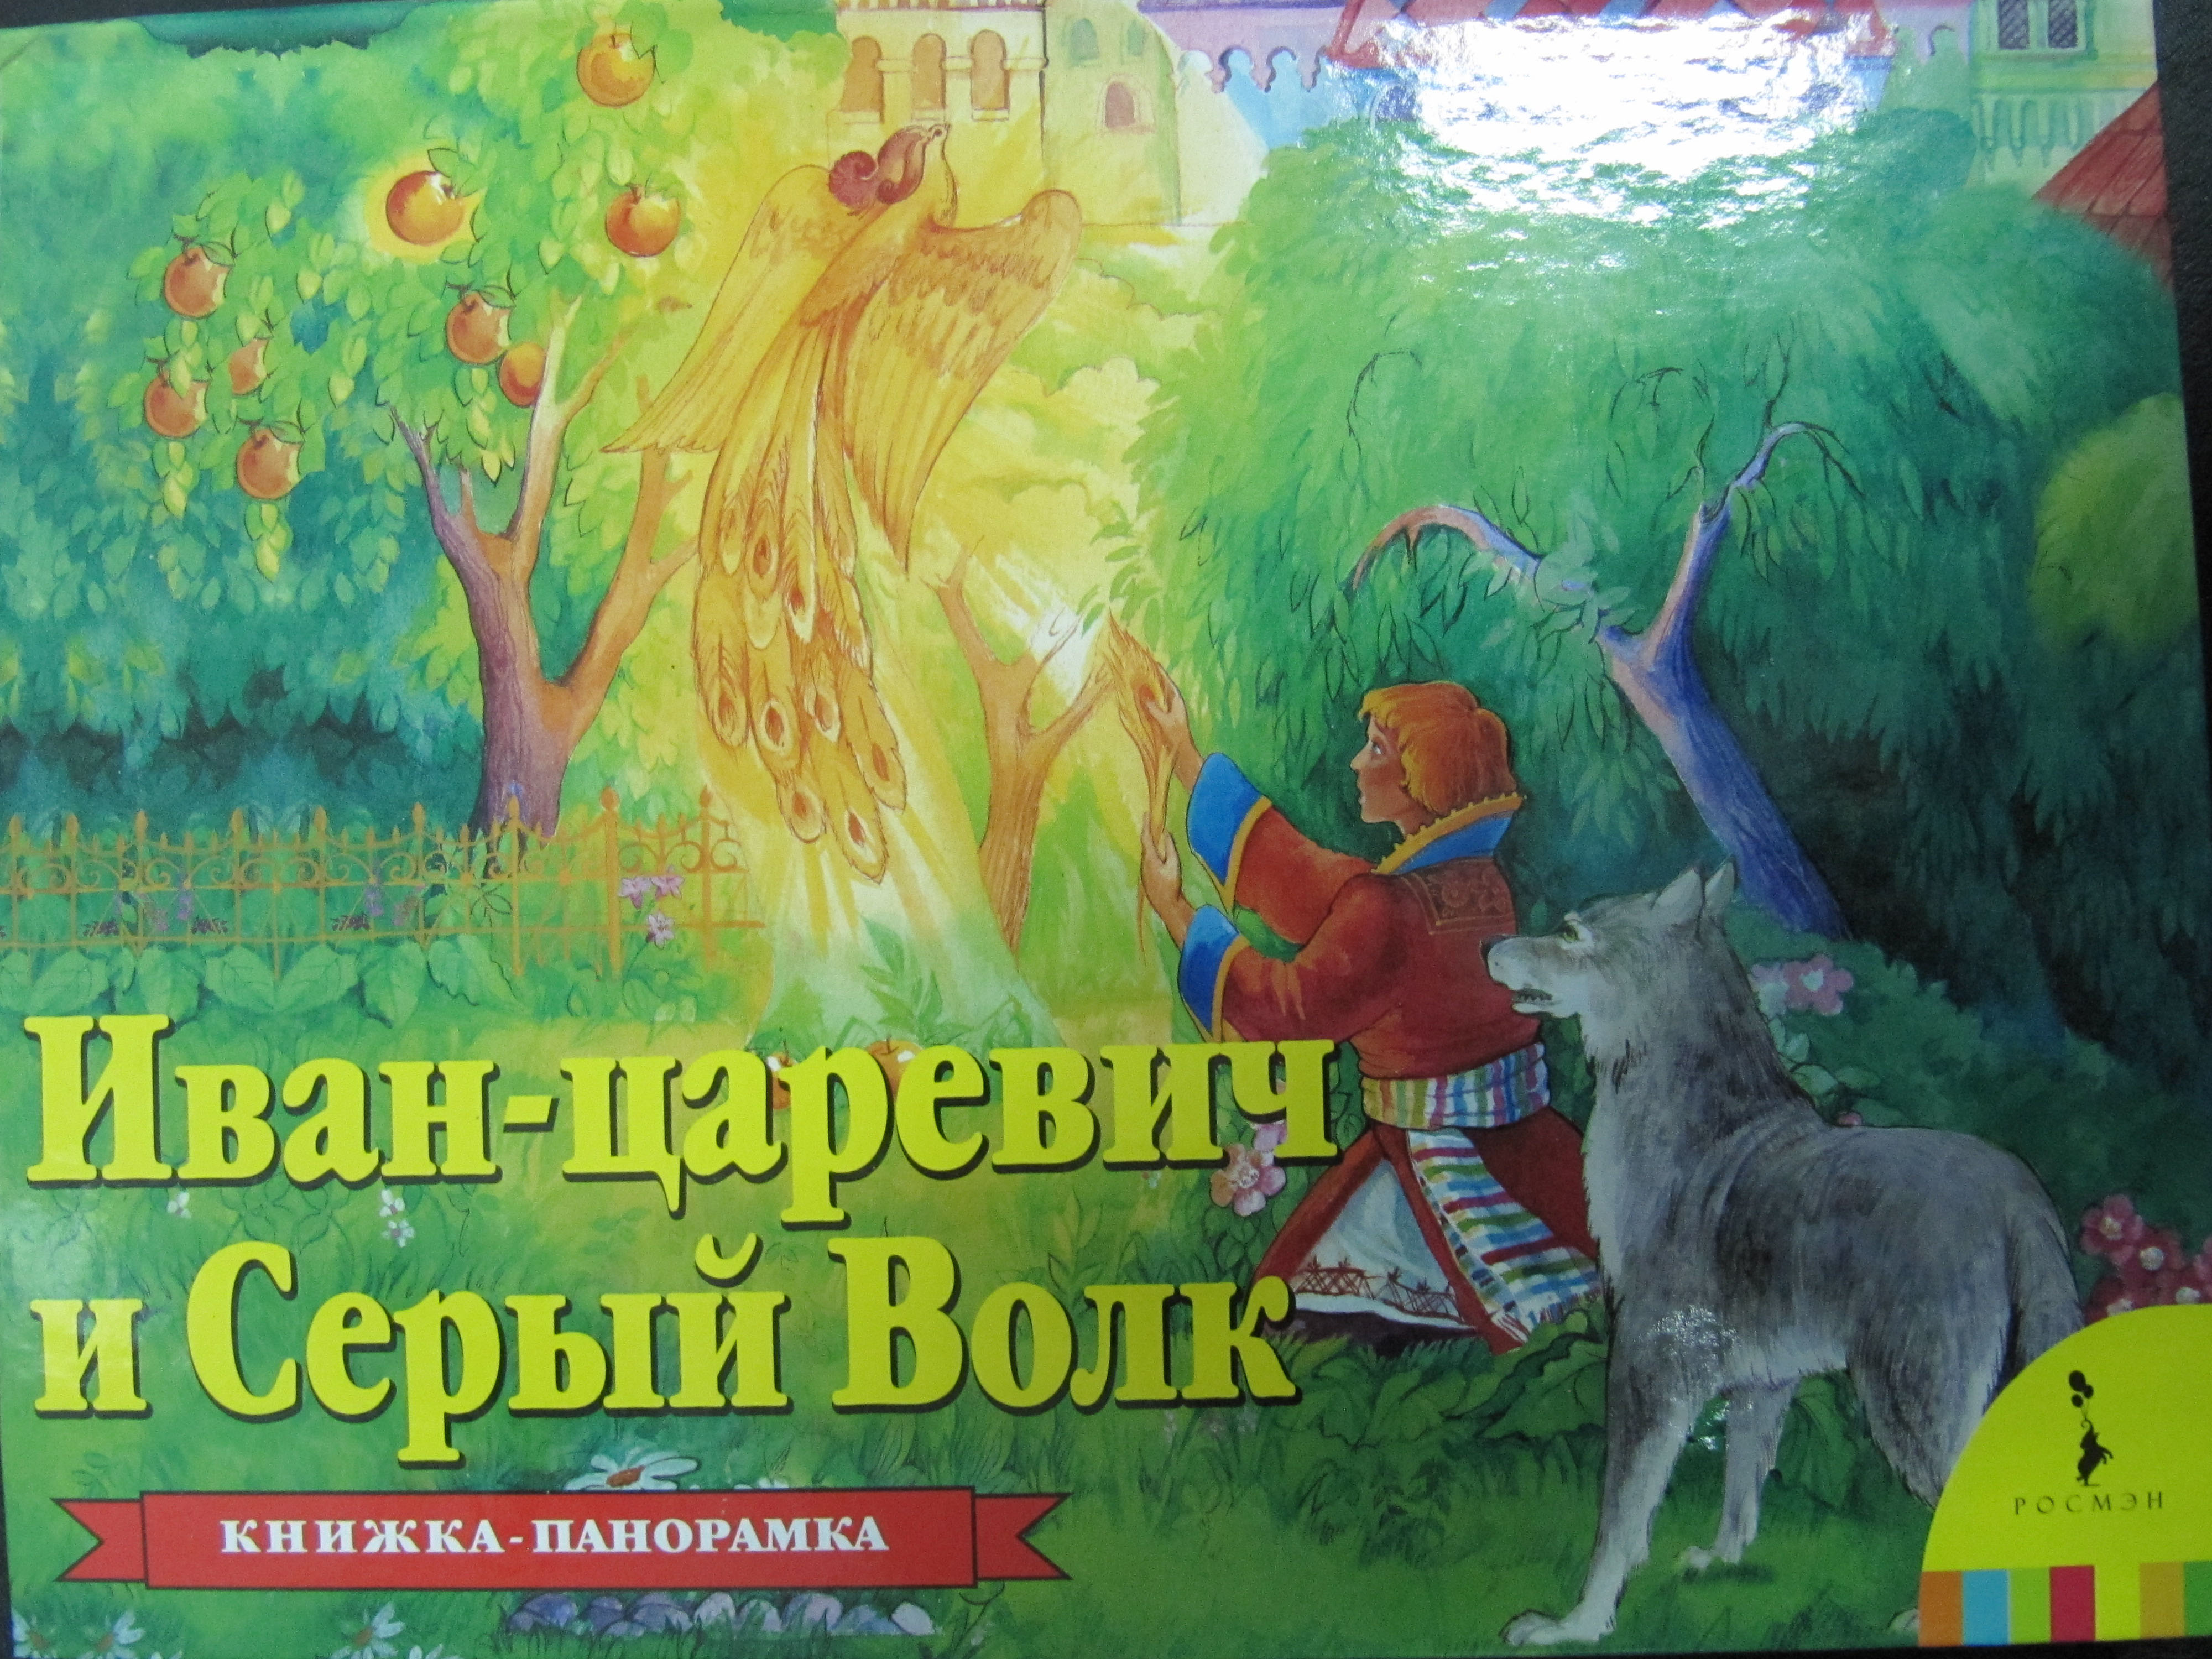 Иван-царевич
и Серый Волк
КНИЖКА-ПАНОРАМКА
РОСМЭН